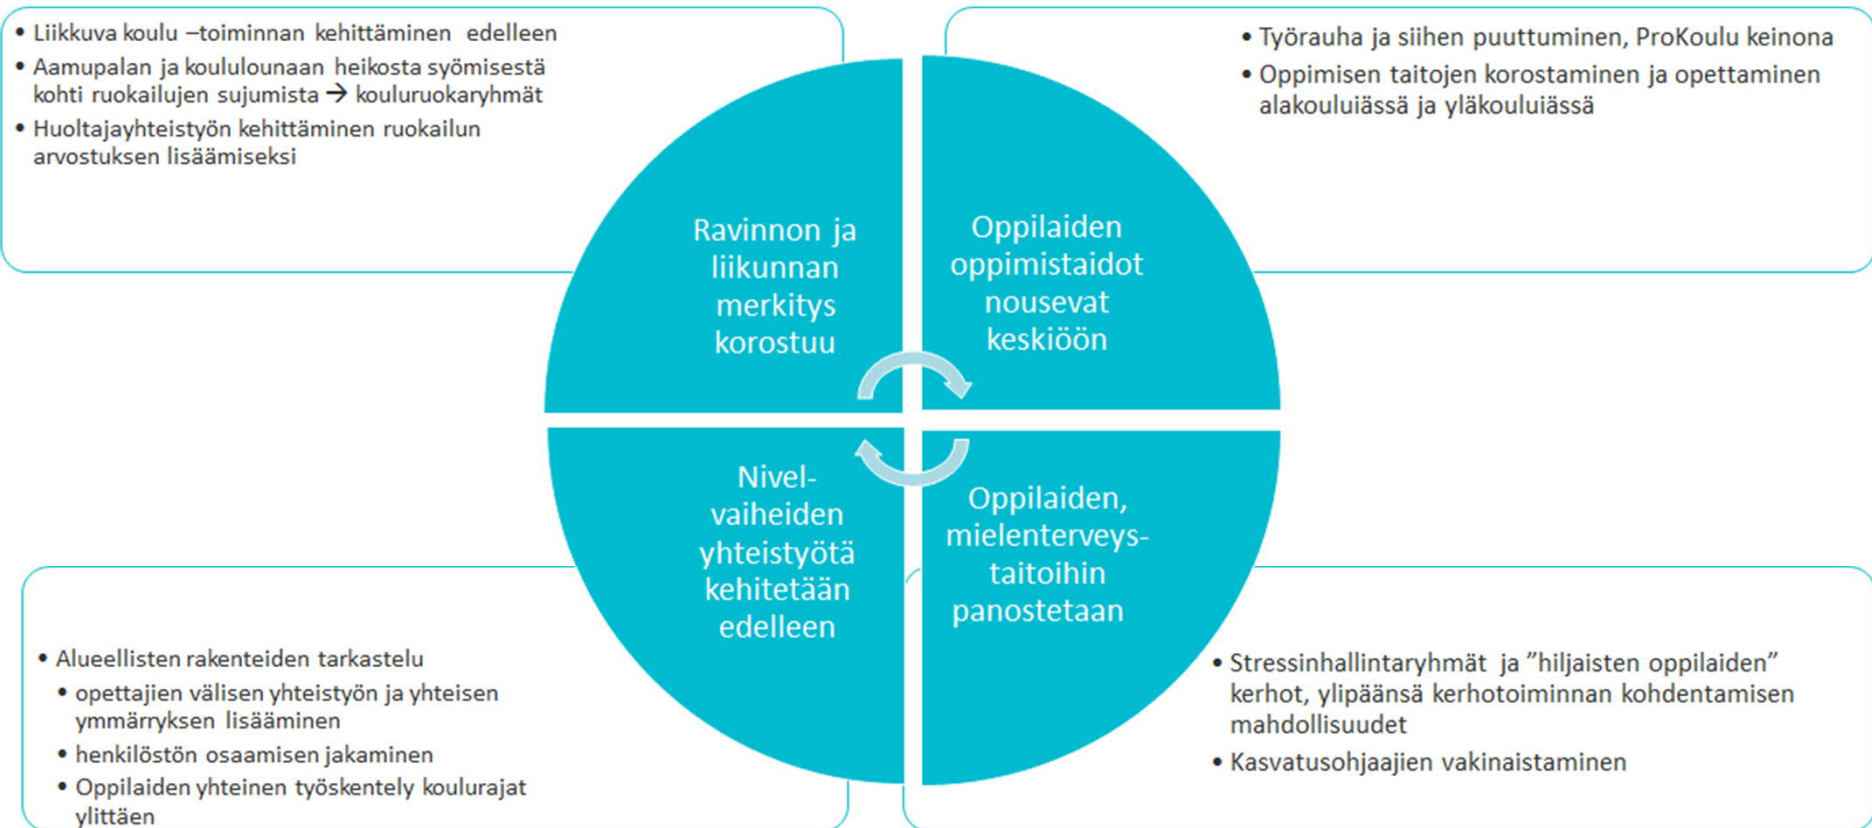 • Liikkuva koulu –toiminnan kehittäminen edelleen
• Aamupalan ja koululounaan heikosta syömisestä
kohti ruokailujen sujumista → kouluruokaryhmät
• Huoltajayhteistyön kehittäminen ruokailun
arvostuksen lisäämiseksi
• Työrauha ja siihen puuttuminen, ProKoulu keinona
• Oppimisen taitojen korostaminen ja opettaminen
alakouluiässä ja yläkouluiässä
Ravinnon ja
liikunnan
merkitys
korostuu
Oppilaiden
oppimistaidot
nousevat
keskiöön
Nivel-
vaiheiden
yhteistyötä
kehitetään
edelleen
Oppilaiden,
mielenterveys-
taitoihin
panostetaan
• Alueellisten rakenteiden tarkastelu
• opettajien välisen yhteistyön ja yhteisen
ymmärryksen lisääminen
• henkilöstön osaamisen jakaminen
• Oppilaiden yhteinen työskentely koulurajat
ylittäen
• Stressinhallintaryhmät ja ”hiljaisten oppilaiden”
kerhot, ylipäänsä kerhotoiminnan kohdentamisen
mahdollisuudet
• Kasvatusohjaajien vakinaistaminen